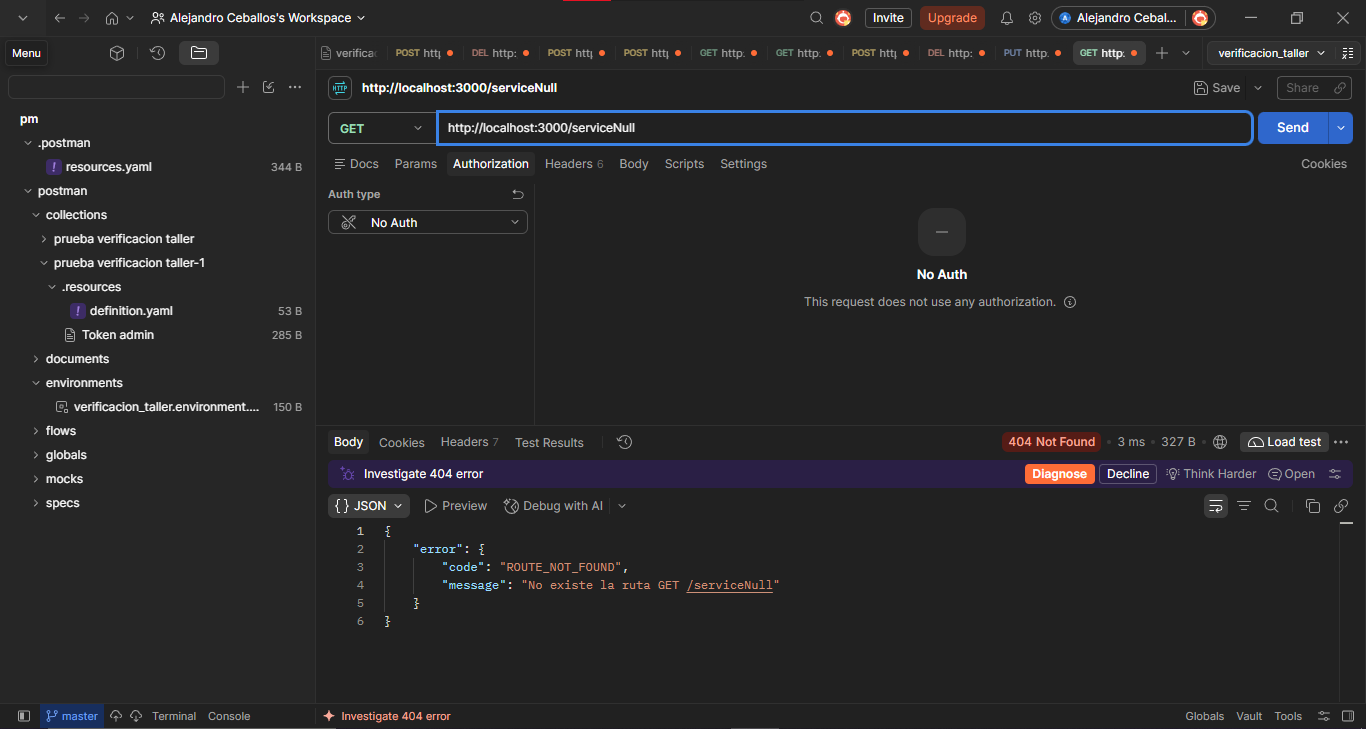 Alejandro Ceballos's Workspace Invite Upgrade Alejandro Cebal...
Menu
verificac POST http DEL http: POST http POST http GET http: GET http: POST http DEL http: PUT http: GET http: verificacion_taller
HTTP http://localhost:3000/serviceNull Save Share
GET http://localhost:3000/serviceNull Send
Docs Params Authorization Headers 6 Body Scripts Settings Cookies
Auth type
No Auth
No Auth
This request does not use any authorization.
pm
.postman
! resources.yaml 344 B
postman
collections
prueba verificacion taller
prueba verificacion taller-1
.resources
! definition.yaml 53 B
Token admin 285 B
documents
environments
verificacion_taller.environment.... 150 B
flows
globals
mocks
specs
Body Cookies Headers 7 Test Results 404 Not Found • 3 ms • 327 B • Load test
Investigate 404 error Diagnose Decline Think Harder Open
{} JSON Preview Debug with AI
1 {
2 "error": {
3 "code": "ROUTE_NOT_FOUND",
4 "message": "No existe la ruta GET /serviceNull"
5 }
6 }
master Terminal Console Investigate 404 error Globals Vault Tools